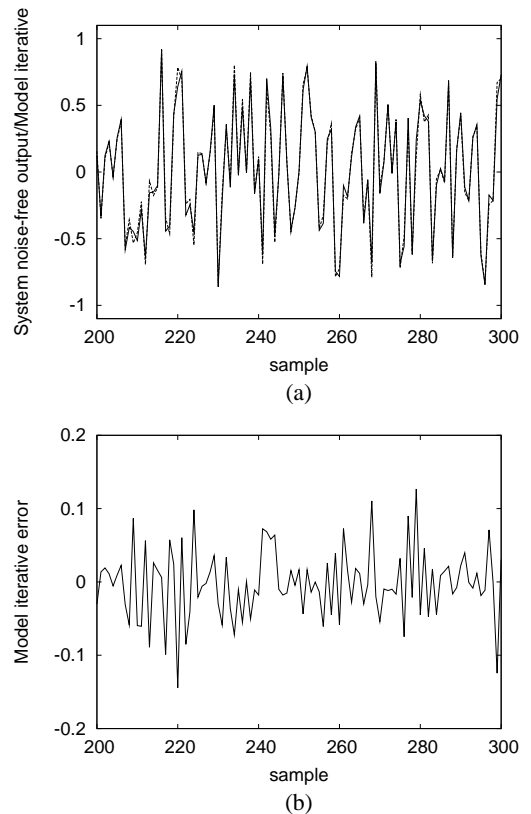 System noise-free output/Model iterative
1
0.5
0
-0.5
-1
200 220 240 260 280 300
sample
(a)
Model iterative error
0.2
0.1
0
-0.1
-0.2
200 220 240 260 280 300
sample
(b)